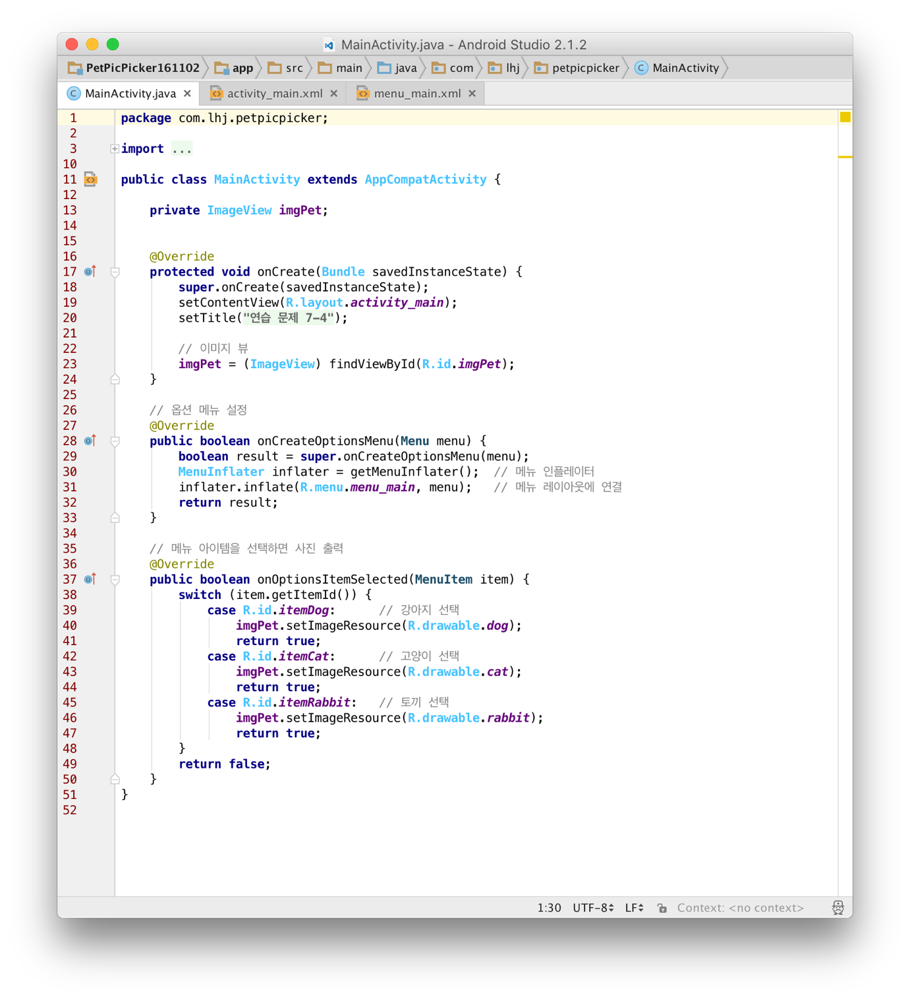 MainActivity.java - Android Studio 2.1.2
PetPicPicker161102 app src main java com lhj petpicpicker C MainActivity
C MainActivity.java activity_main.xml menu_main.xml
1 package com.lhj.petpicpicker;
2
3 import ...
10
11 public class MainActivity extends AppCompatActivity {
12
13     private ImageView imgPet;
14
15
16     @Override
17     protected void onCreate(Bundle savedInstanceState) {
18         super.onCreate(savedInstanceState);
19         setContentView(R.layout.activity_main);
20         setTitle("연습 문제 7-4");
21
22         // 이미지 뷰
23         imgPet = (ImageView) findViewById(R.id.imgPet);
24     }
25
26     // 옵션 메뉴 설정
27     @Override
28     public boolean onCreateOptionsMenu(Menu menu) {
29         boolean result = super.onCreateOptionsMenu(menu);
30         MenuInflater inflater = getMenuInflater();  // 메뉴 인플레이터
31         inflater.inflate(R.menu.menu_main, menu);   // 메뉴 레이아웃에 연결
32         return result;
33     }
34
35     // 메뉴 아이템을 선택하면 사진 출력
36     @Override
37     public boolean onOptionsItemSelected(MenuItem item) {
38         switch (item.getItemId()) {
39             case R.id.itemDog:      // 강아지 선택
40                 imgPet.setImageResource(R.drawable.dog);
41                 return true;
42             case R.id.itemCat:      // 고양이 선택
43                 imgPet.setImageResource(R.drawable.cat);
44                 return true;
45             case R.id.itemRabbit:   // 토끼 선택
46                 imgPet.setImageResource(R.drawable.rabbit);
47                 return true;
48         }
49         return false;
50     }
51 }
52
1:30 UTF-8 LF Context: <no context>